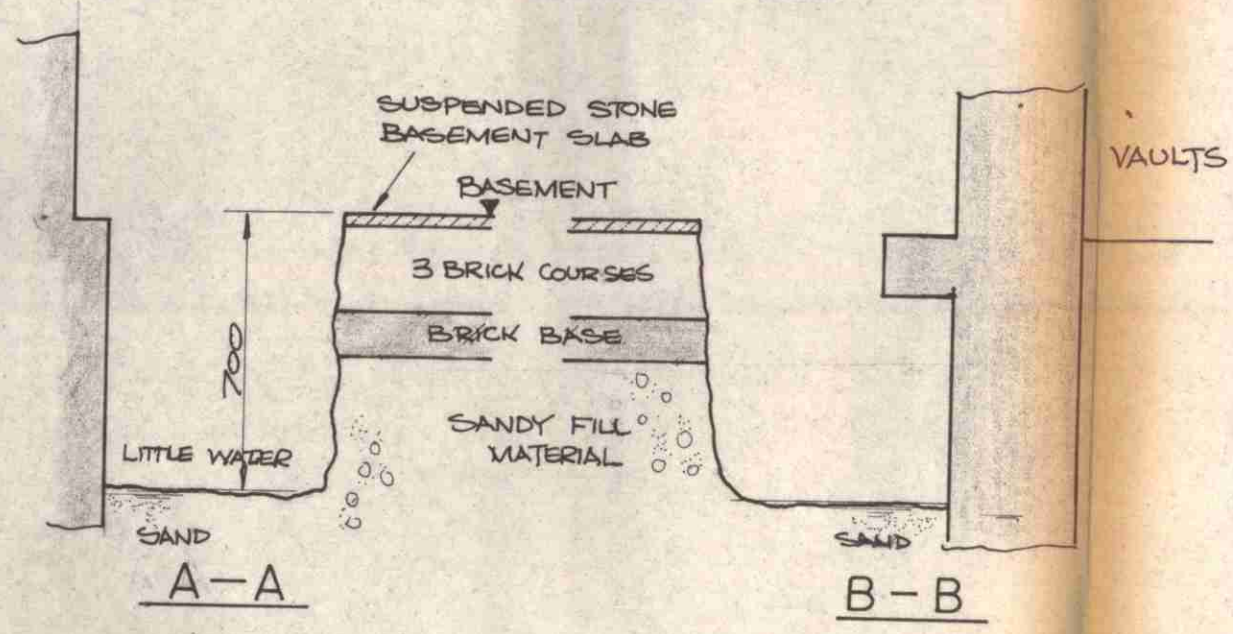 SUSPENDED STONE
BASEMENT SLAB
VAULTS
BASEMENT
3 BRICK COURSES
BRICK BASE
700
SANDY FILL
MATERIAL
LITTLE WATER
SAND
SAND
A-A
B-B